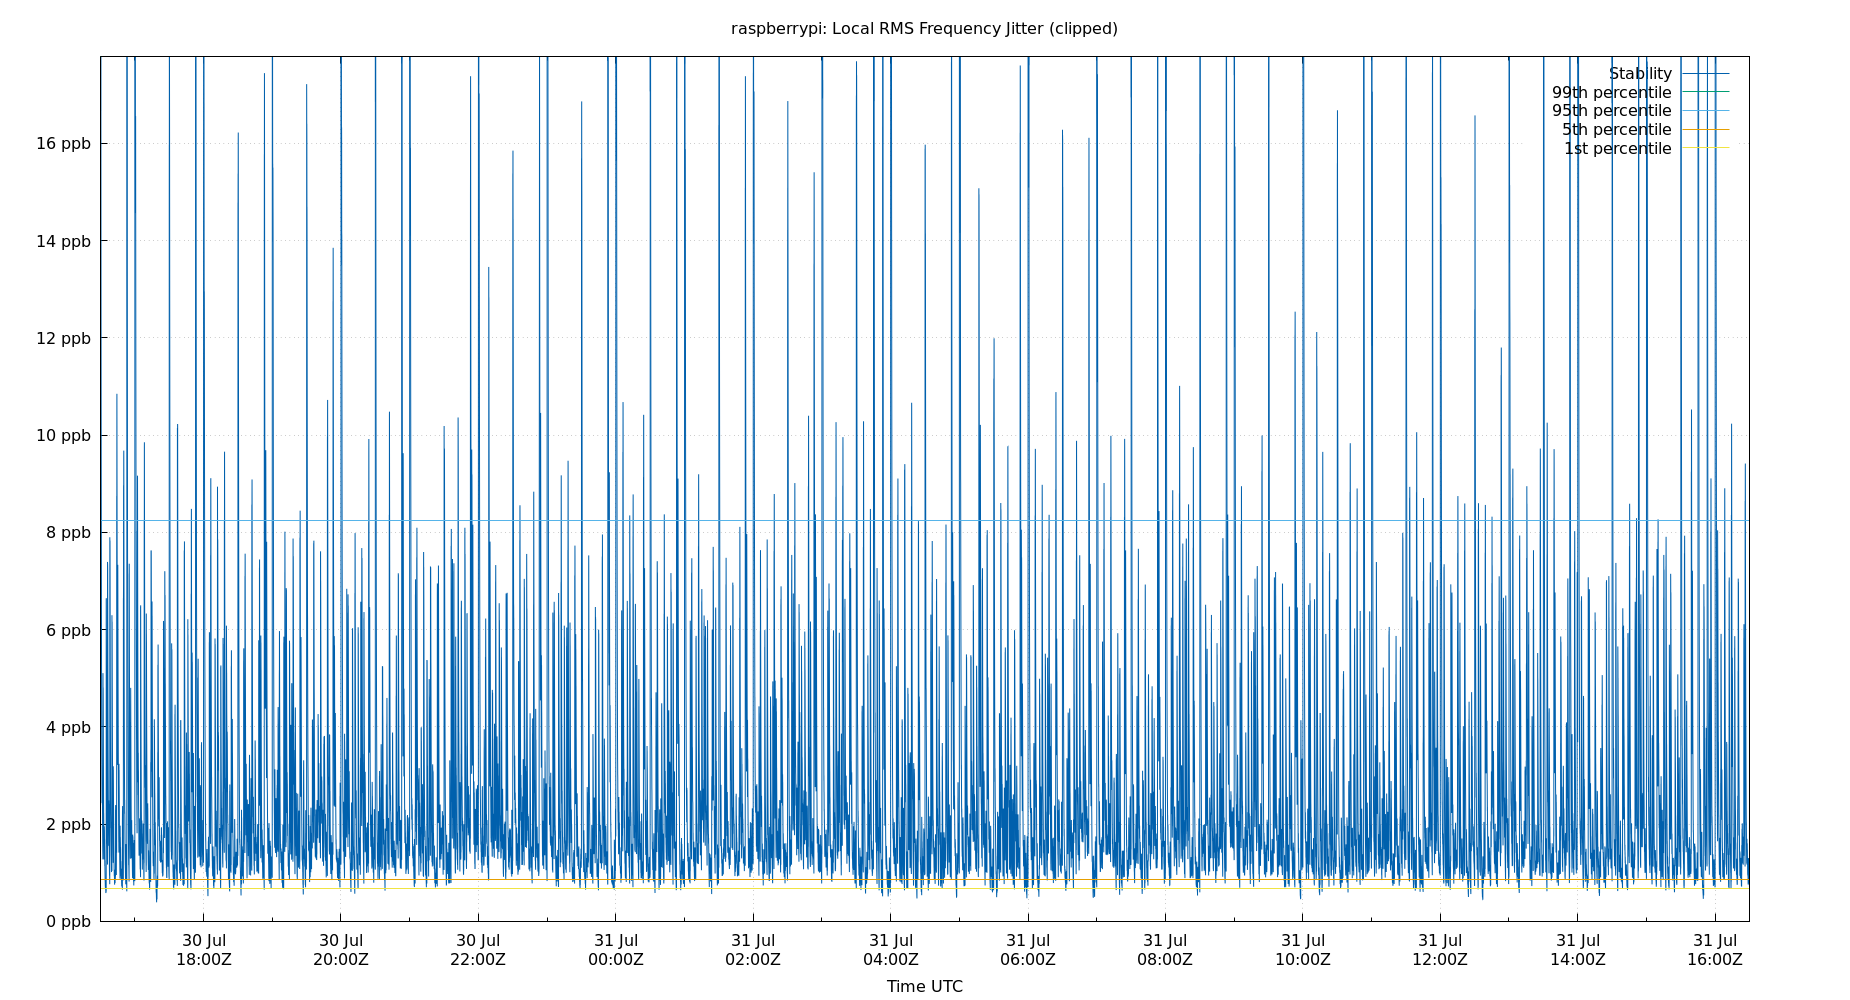 raspberrypi: Local RMS Frequency Jitter (clipped)
Stability
99th percentile
95th percentile
5th percentile
1st percentile
16 ppb
14 ppb
12 ppb
10 ppb
8 ppb
6 ppb
4 ppb
2 ppb
0 ppb
30 Jul 30 Jul 30 Jul 31 Jul 31 Jul 31 Jul 31 Jul 31 Jul 31 Jul 31 Jul 31 Jul 31 Jul
18:00Z 20:00Z 22:00Z 00:00Z 02:00Z 04:00Z 06:00Z 08:00Z 10:00Z 12:00Z 14:00Z 16:00Z
Time UTC